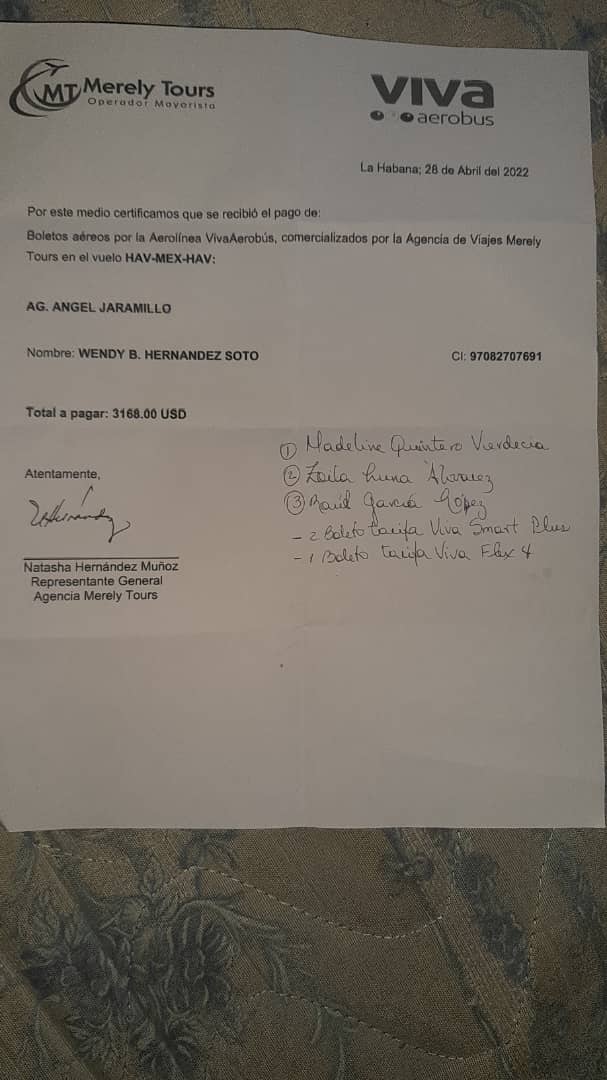 MT Merely Tours
Operador Mayorista
VIVA
aerobus
La Habana; 28 de Abril del 2022
Por este medio certificamos que se recibió el pago de:
Boletos aéreos por la Aerolínea VivaAerobús, comercializados por la Agencia de Viajes Merely
Tours en el vuelo HAV-MEX-HAV:
AG. ANGEL JARAMILLO
Nombre: WENDY B. HERNANDEZ SOTO CI: 97082707691
Total a pagar: 3168.00 USD
① Madeline Quintero Verdecia
② Zoila Luna Álvarez
③ Raúl García López
- 2 Boleto tarifa Viva Smart Plus
- 1 Boleto tarifa Viva Flex 4
Atentamente,
NHernández
Natasha Hernández Muñoz
Representante General
Agencia Merely Tours